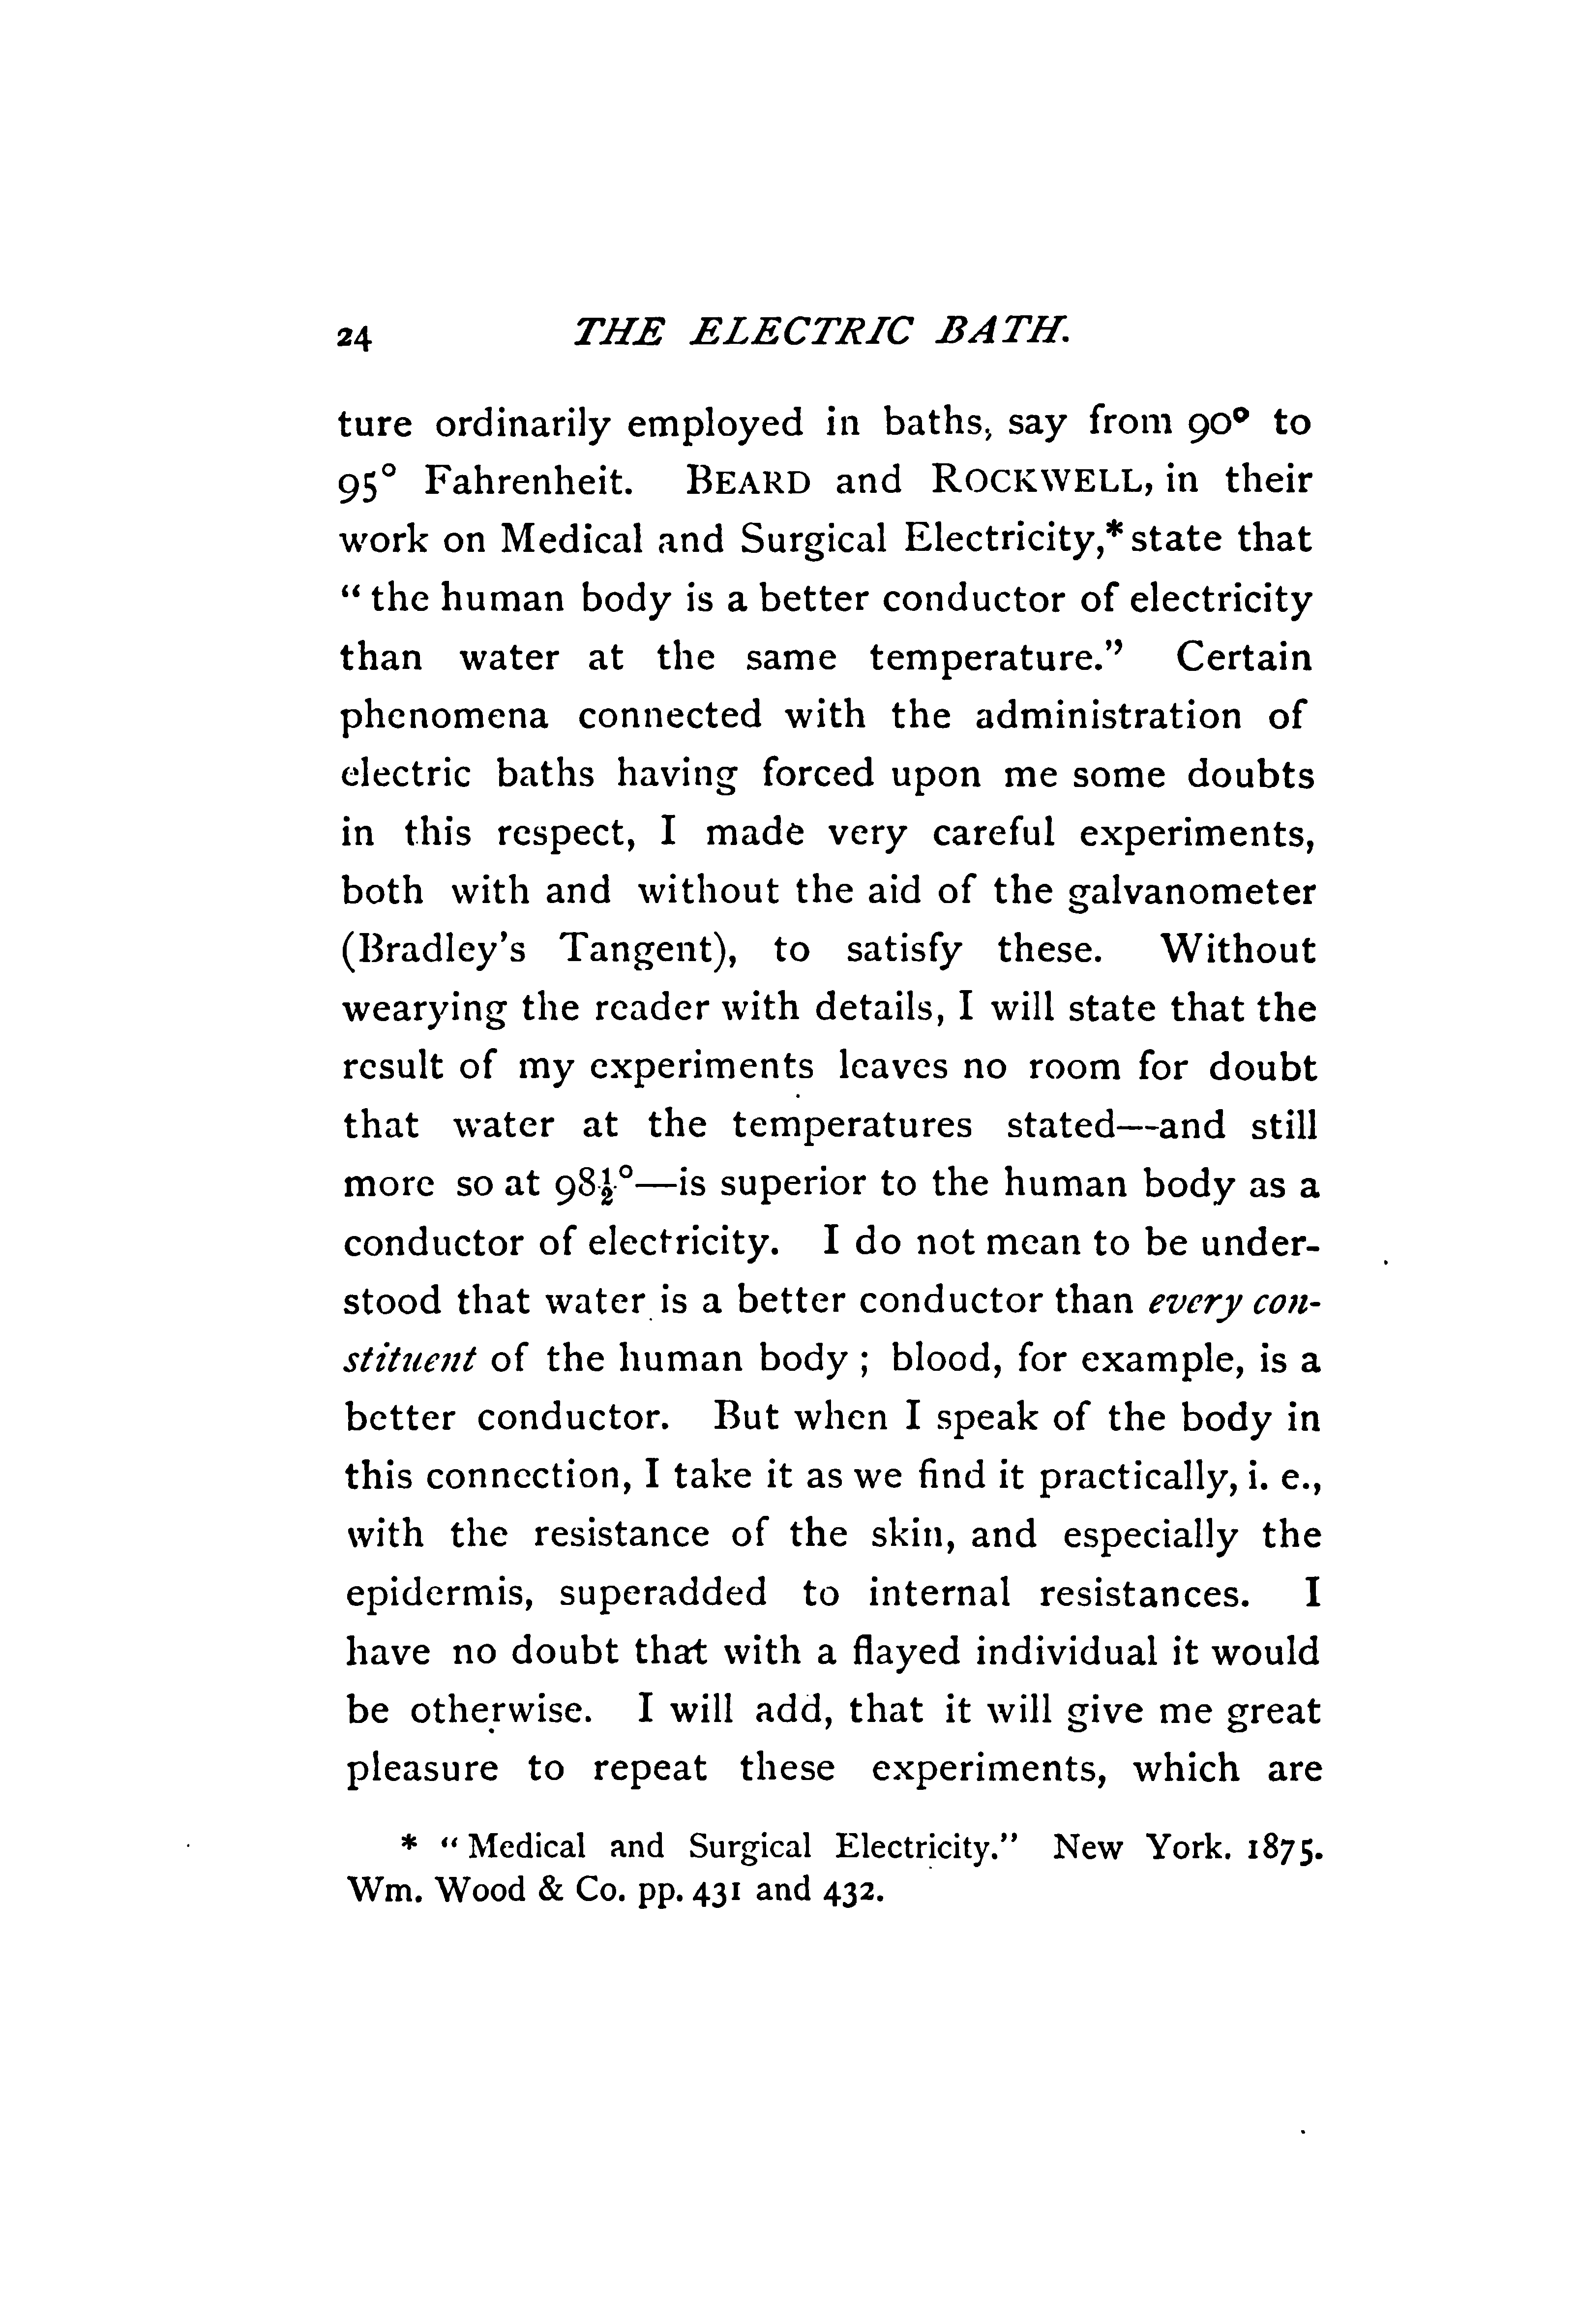 24 THE ELECTRIC BATH.
ture ordinarily employed in baths, say from 90° to
95° Fahrenheit. BEARD and ROCKWELL, in their
work on Medical and Surgical Electricity,* state that
“ the human body is a better conductor of electricity
than water at the same temperature.” Certain
phenomena connected with the administration of
electric baths having forced upon me some doubts
in this respect, I made very careful experiments,
both with and without the aid of the galvanometer
(Bradley's Tangent), to satisfy these. Without
wearying the reader with details, I will state that the
result of my experiments leaves no room for doubt
that water at the temperatures stated—and still
more so at 98½°—is superior to the human body as a
conductor of electricity. I do not mean to be under-
stood that water is a better conductor than every con-
stituent of the human body ; blood, for example, is a
better conductor. But when I speak of the body in
this connection, I take it as we find it practically, i. e.,
with the resistance of the skin, and especially the
epidermis, superadded to internal resistances. I
have no doubt that with a flayed individual it would
be otherwise. I will add, that it will give me great
pleasure to repeat these experiments, which are
* “ Medical and Surgical Electricity.” New York. 1875.
Wm. Wood & Co. pp. 431 and 432.